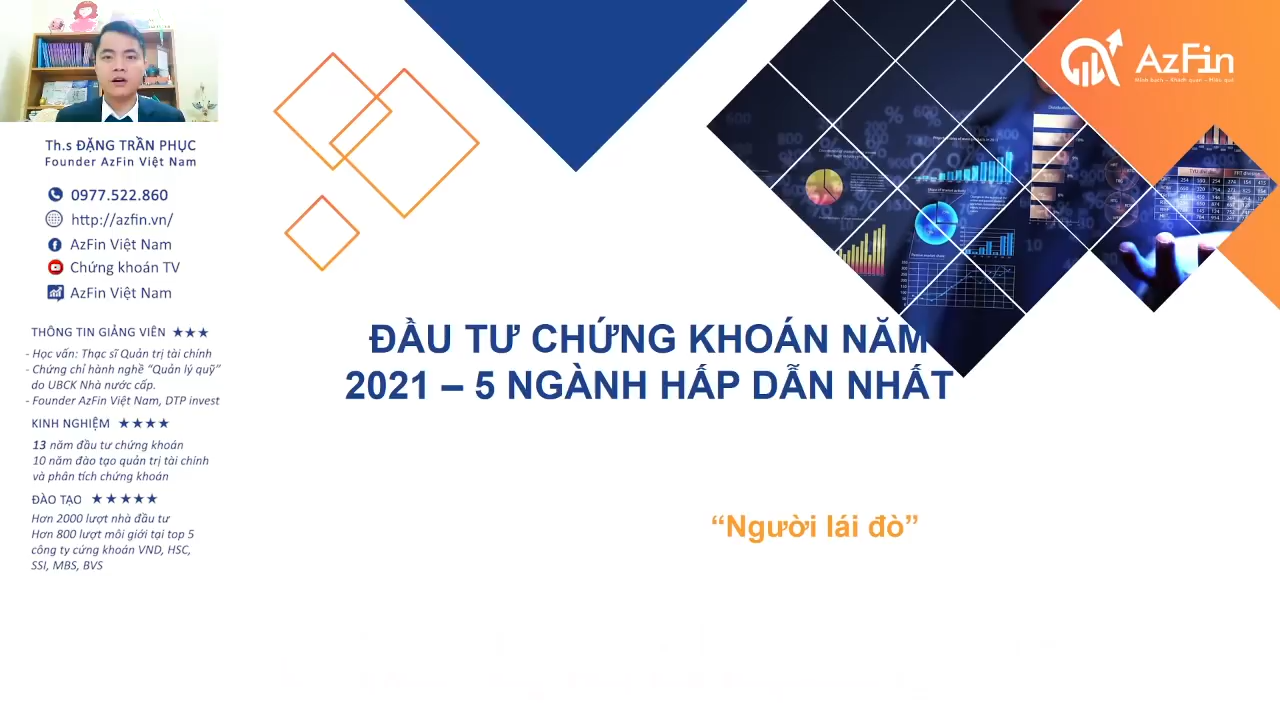 Th.s ĐẶNG TRẦN PHỤC
Founder AzFin Việt Nam
0977.522.860
http://azfin.vn/
AzFin Việt Nam
Chứng khoán TV
AzFin Việt Nam
THÔNG TIN GIẢNG VIÊN ★★★
- Học vấn: Thạc sĩ Quản trị tài chính
- Chứng chỉ hành nghề “Quản lý quỹ”
do UBCK Nhà nước cấp.
- Founder AzFin Việt Nam, DTP invest
KINH NGHIỆM ★★★★
13 năm đầu tư chứng khoán
10 năm đào tạo quản trị tài chính
và phân tích chứng khoán
ĐÀO TẠO ★★★★★
Hơn 2000 lượt nhà đầu tư
Hơn 800 lượt môi giới tại top 5
công ty cứng khoán VND, HSC,
SSI, MBS, BVS
AzFin
ĐẦU TƯ CHỨNG KHOÁN NĂM
2021 – 5 NGÀNH HẤP DẪN NHẤT
“Người lái đò”